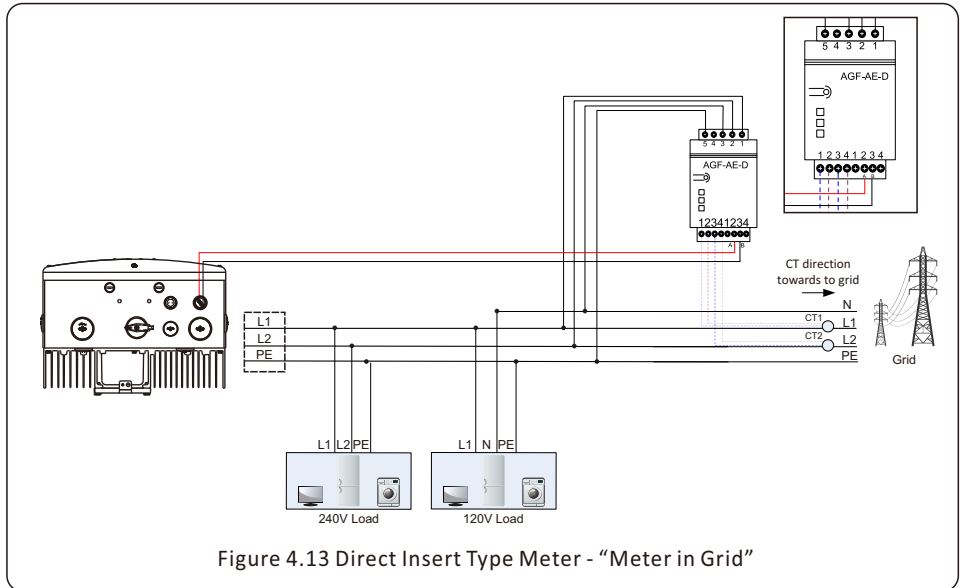 5 4 3 2 1
AGF-AE-D
1 2 3 4 1 2 3 4
A B
5 4 3 2 1
AGF-AE-D
12341234
A B
CT direction
towards to grid
N
CT1 L1
CT2 L2
PE
Grid
L1
L2
PE
L1 L2 PE
L1 N PE
240V Load
120V Load
Figure 4.13 Direct Insert Type Meter - “Meter in Grid”